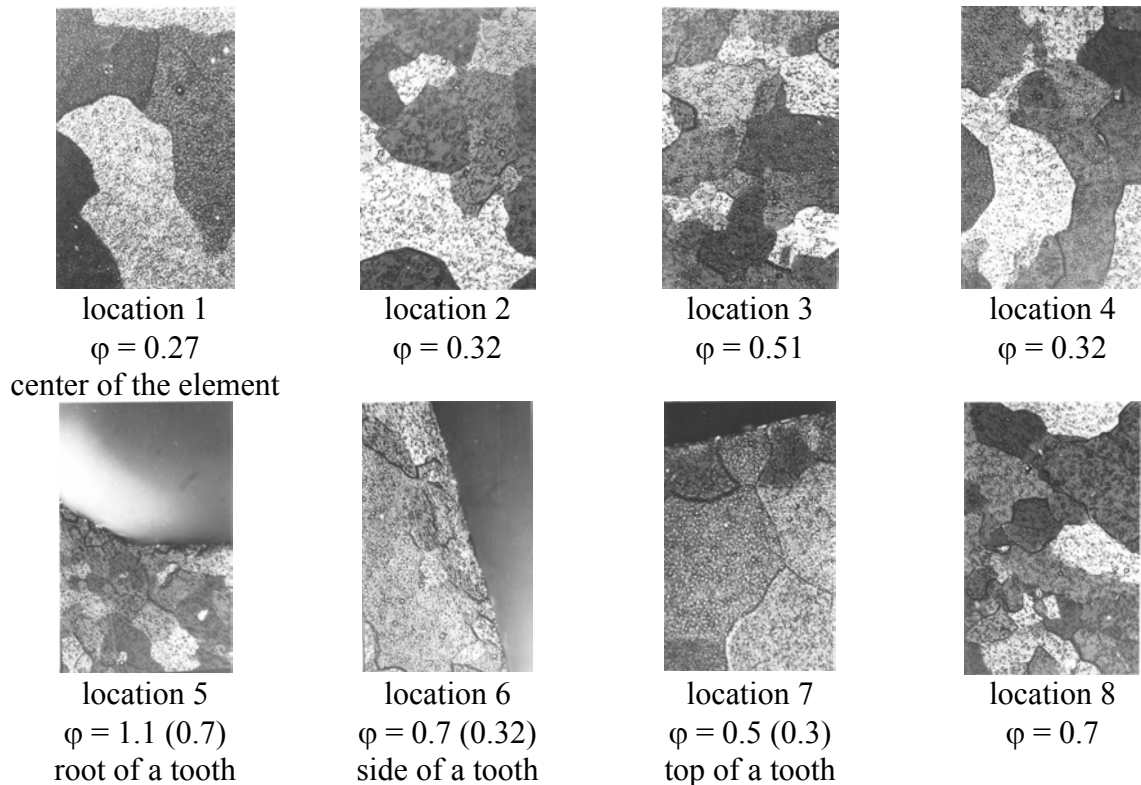 location 1
φ = 0.27
center of the element
location 2
φ = 0.32
location 3
φ = 0.51
location 4
φ = 0.32
location 5
φ = 1.1 (0.7)
root of a tooth
location 6
φ = 0.7 (0.32)
side of a tooth
location 7
φ = 0.5 (0.3)
top of a tooth
location 8
φ = 0.7